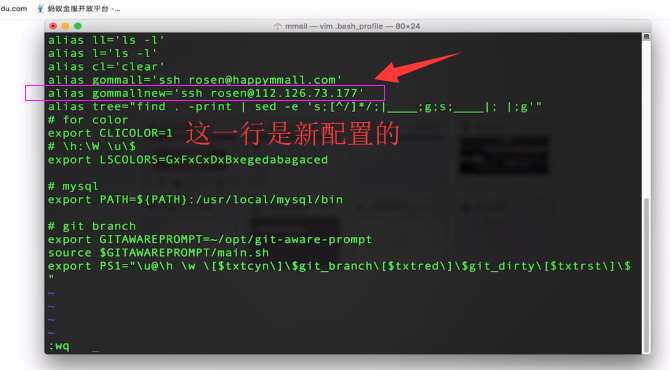 du.com 蚂蚁金服开放平台 -...
mmall — vim .bash_profile — 80×24
alias ll='ls -l'
alias l='ls -l'
alias cl='clear'
alias gommall='ssh rosen@happymmall.com'
alias gommallnew='ssh rosen@112.126.73.177'
alias tree="find . -print | sed -e 's;[^/]*/;|____;g;s;____|; |;g'"
# for color
export CLICOLOR=1
这一行是新配置的
# \h:\W \u\$
export LSCOLORS=GxFxCxDxBxegedabagaced
# mysql
export PATH=${PATH}:/usr/local/mysql/bin
# git branch
export GITAWAREPROMPT=~/opt/git-aware-prompt
source $GITAWAREPROMPT/main.sh
export PS1="\u@\h \w \[$txtcyn\]\$git_branch\[$txtred\]\$git_dirty\[$txtrst\]\$
"
~
~
~
~
:wq